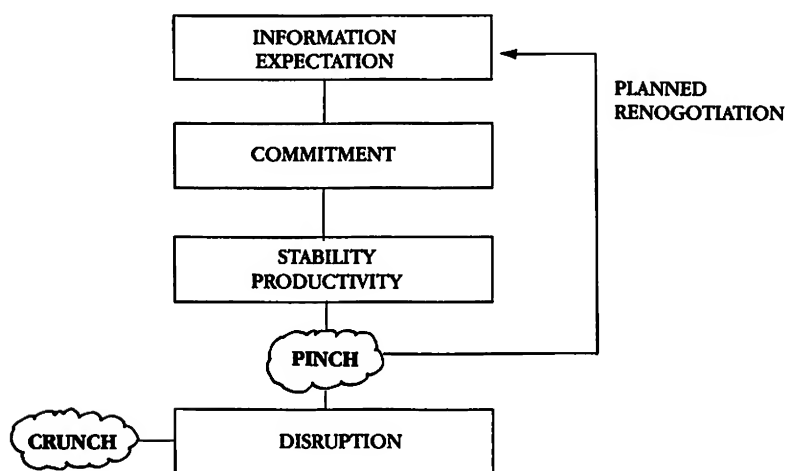 INFORMATION
EXPECTATION
PLANNED
RENOGOTIATION
COMMITMENT
STABILITY
PRODUCTIVITY
PINCH
CRUNCH
DISRUPTION